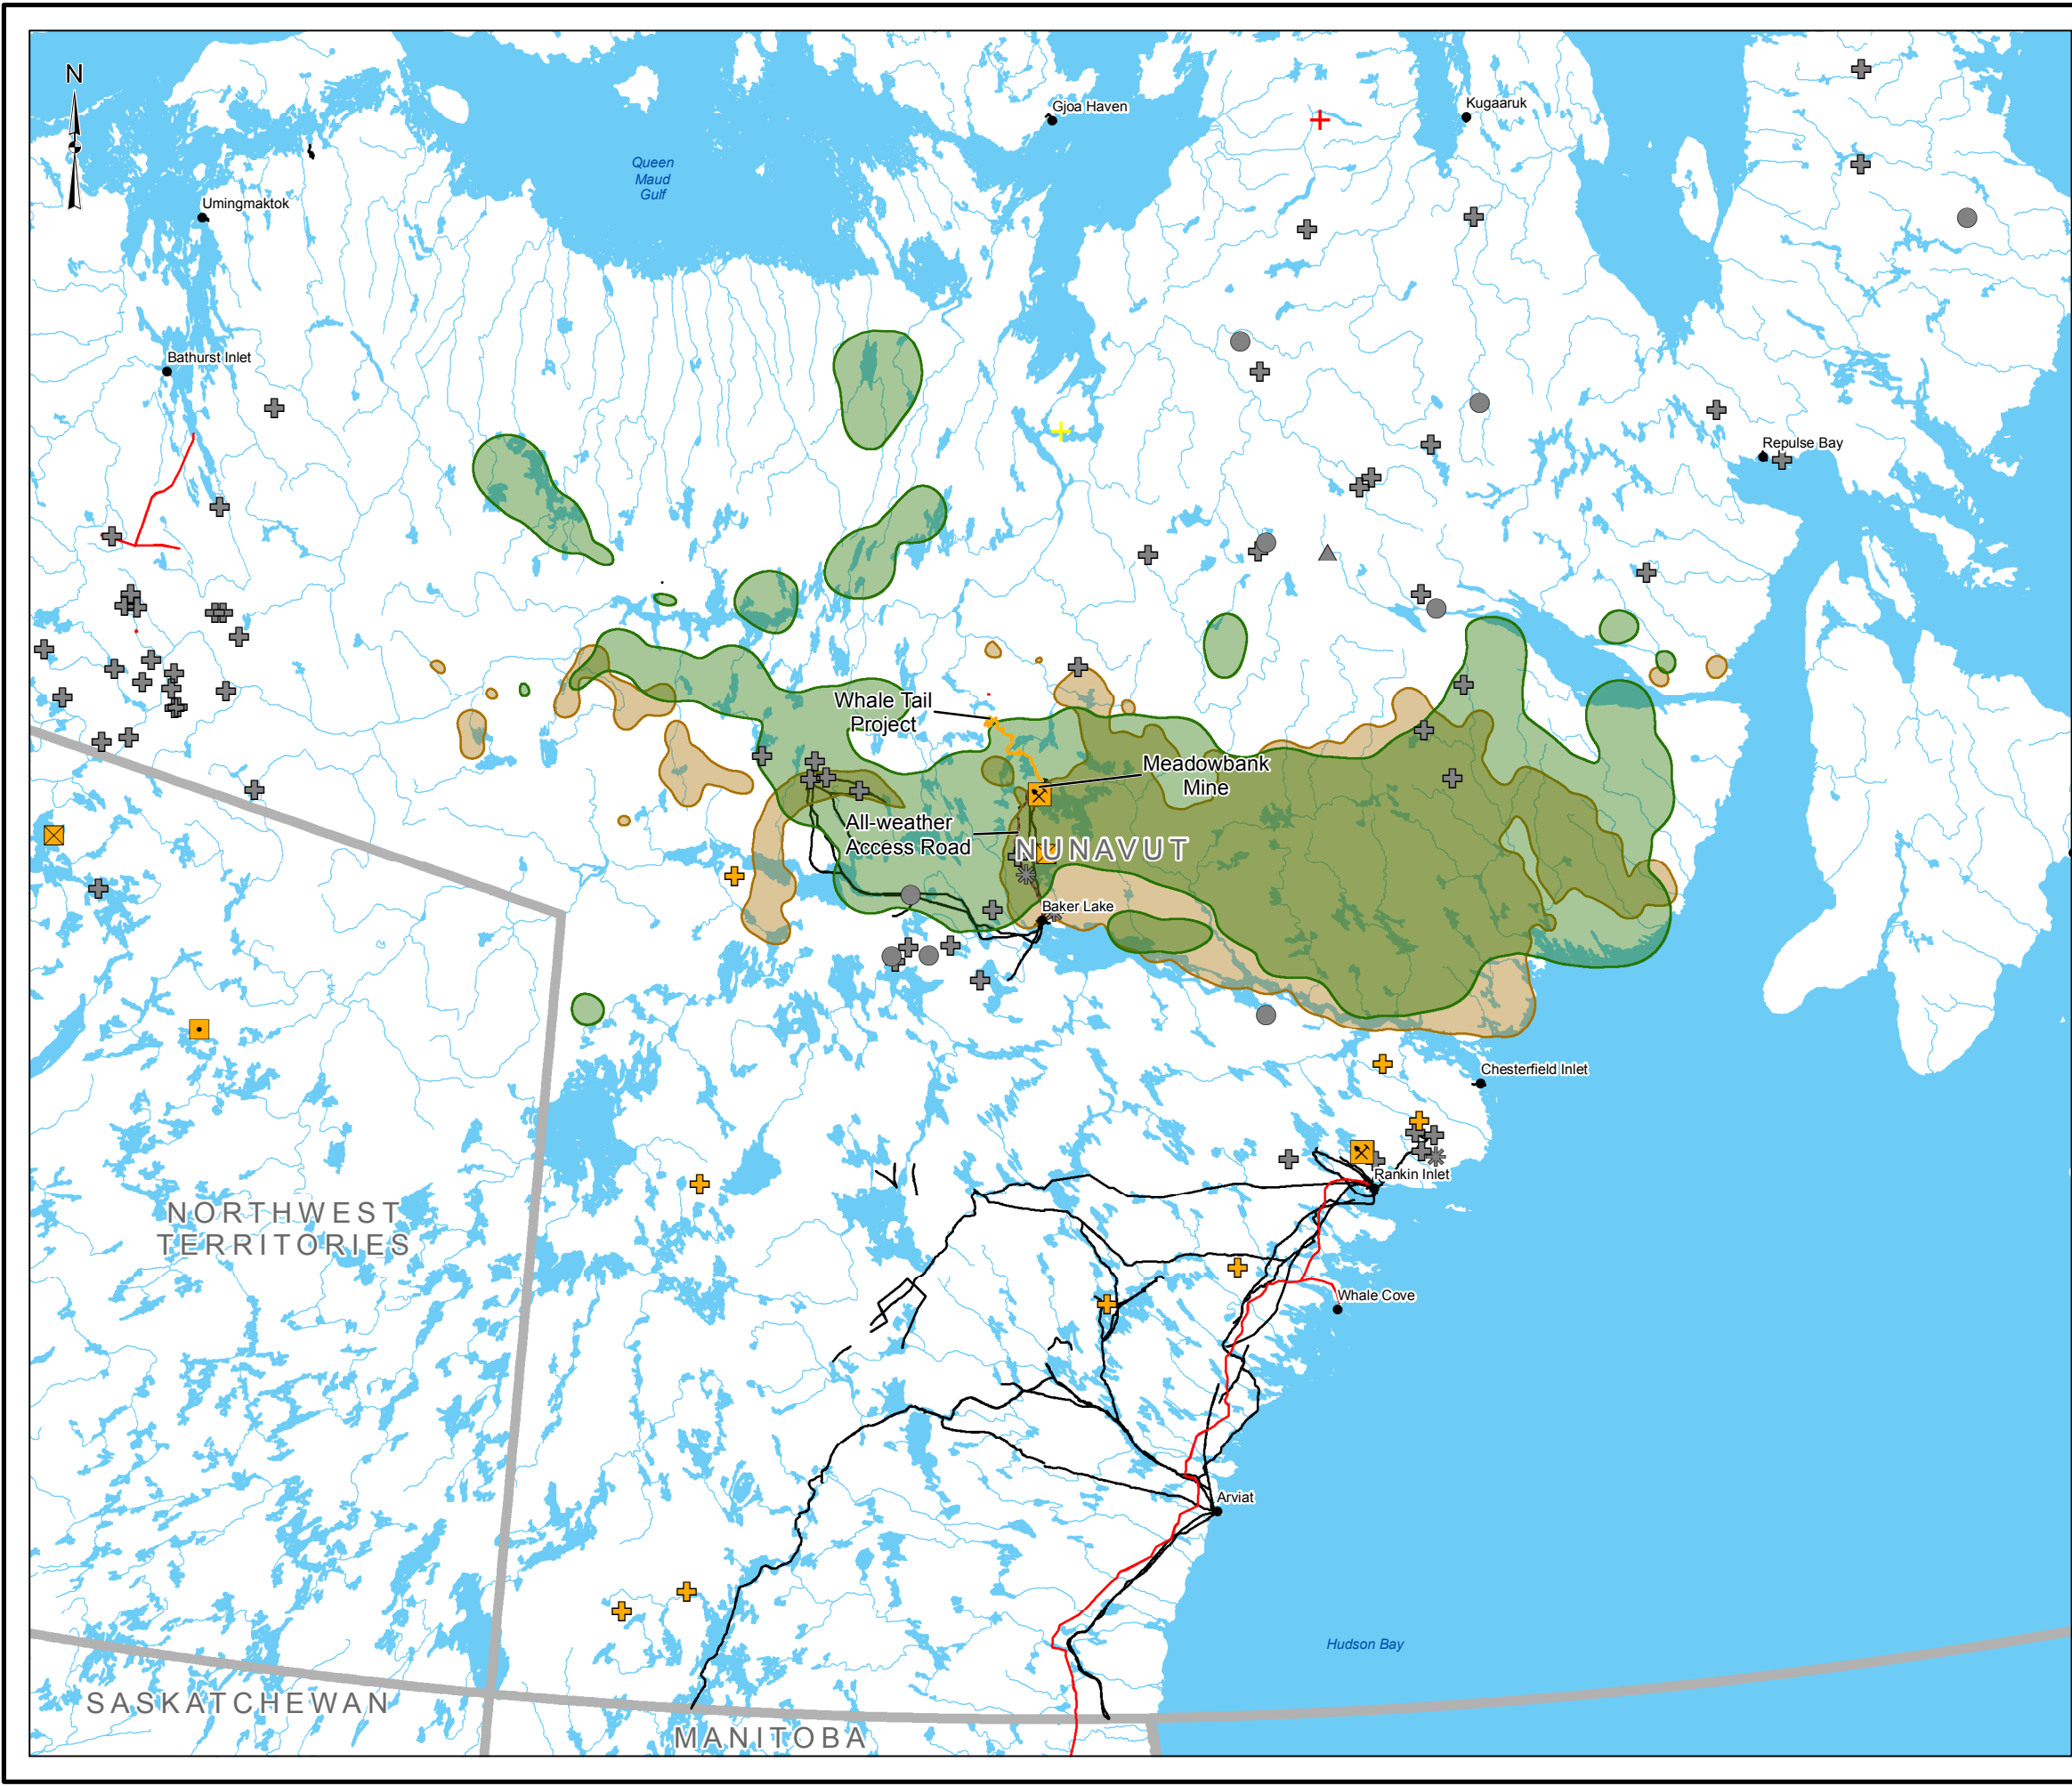 N
Gjoa Haven
Kugaaruk
Queen
Maud
Gulf
Umingmaktok
Bathurst Inlet
Repulse Bay
Whale Tail
Project
Meadowbank
Mine
All-weather
Access Road
NUNAVUT
Baker Lake
Chesterfield Inlet
Rankin Inlet
NORTHWEST
TERRITORIES
Whale Cove
Arviat
Hudson Bay
SASKATCHEWAN
MANITOBA